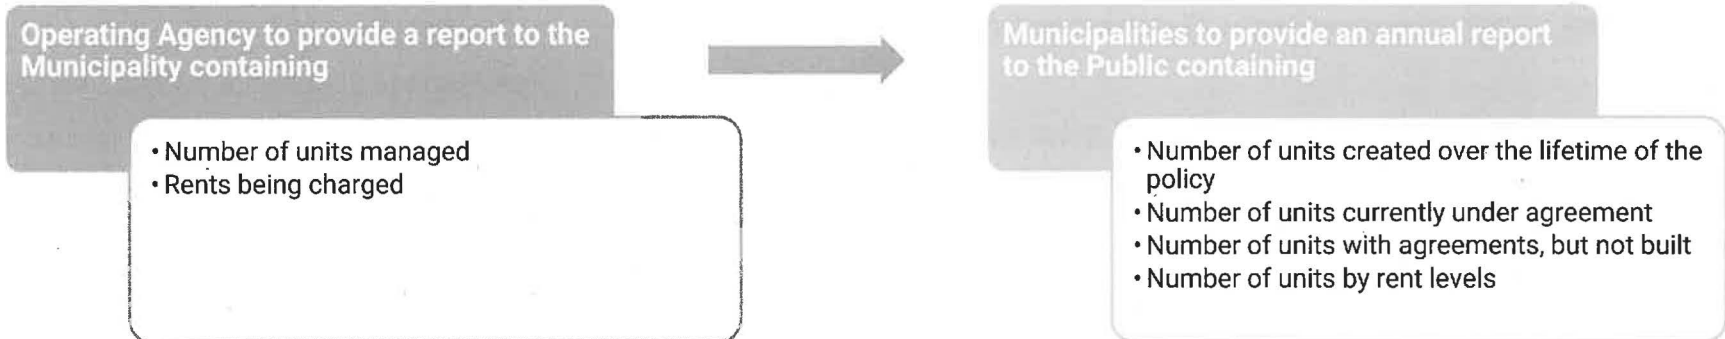 Operating Agency to provide a report to the
Municipality containing
• Number of units managed
• Rents being charged
Municipalities to provide an annual report
to the Public containing
• Number of units created over the lifetime of the
policy
• Number of units currently under agreement
• Number of units with agreements, but not built
• Number of units by rent levels